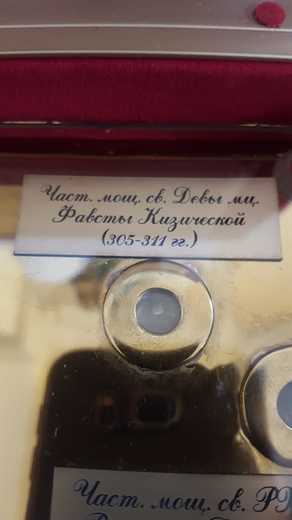 Част. мощ. св. Девы мц.
Фавсты Кизической
(305-311 гг.)
Част. мощ. св.